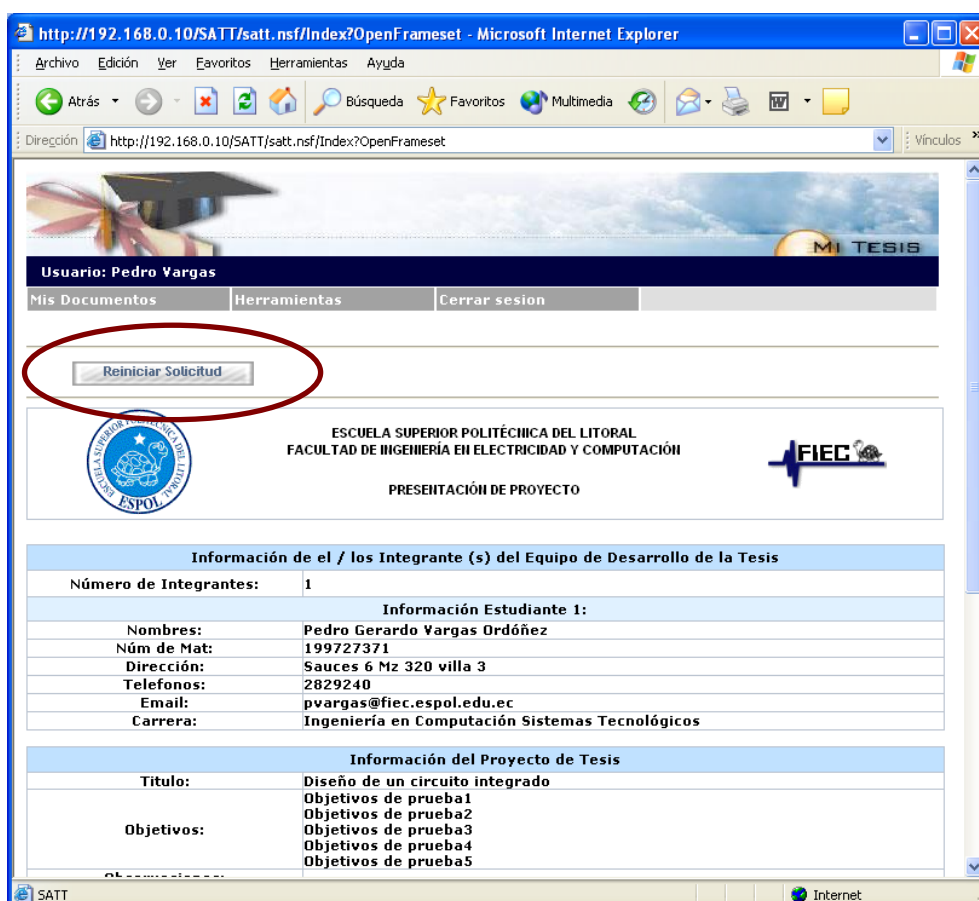 http://192.168.0.10/SATT/satt.nsf/Index?OpenFrameset - Microsoft Internet Explorer
Archivo Edición Ver Favoritos Herramientas Ayuda
Atrás Búsqueda Favoritos Multimedia
Dirección http://192.168.0.10/SATT/satt.nsf/Index?OpenFrameset Vínculos »
MI TESIS
Usuario: Pedro Vargas
Mis Documentos Herramientas Cerrar sesion
Reiniciar Solicitud
ESCUELA SUPERIOR POLITECNICA DEL LITORAL
ESPOL
ESCUELA SUPERIOR POLITÉCNICA DEL LITORAL
FACULTAD DE INGENIERÍA EN ELECTRICIDAD Y COMPUTACIÓN
PRESENTACIÓN DE PROYECTO
FIEC
Información de el / los Integrante (s) del Equipo de Desarrollo de la Tesis
Número de Integrantes: 1
Información Estudiante 1:
Nombres: Pedro Gerardo Vargas Ordóñez
Núm de Mat: 199727371
Dirección: Sauces 6 Mz 320 villa 3
Telefonos: 2829240
Email: pvargas@fiec.espol.edu.ec
Carrera: Ingeniería en Computación Sistemas Tecnológicos
Información del Proyecto de Tesis
Titulo: Diseño de un circuito integrado
Objetivos: Objetivos de prueba1
Objetivos de prueba2
Objetivos de prueba3
Objetivos de prueba4
Objetivos de prueba5
SATT Internet